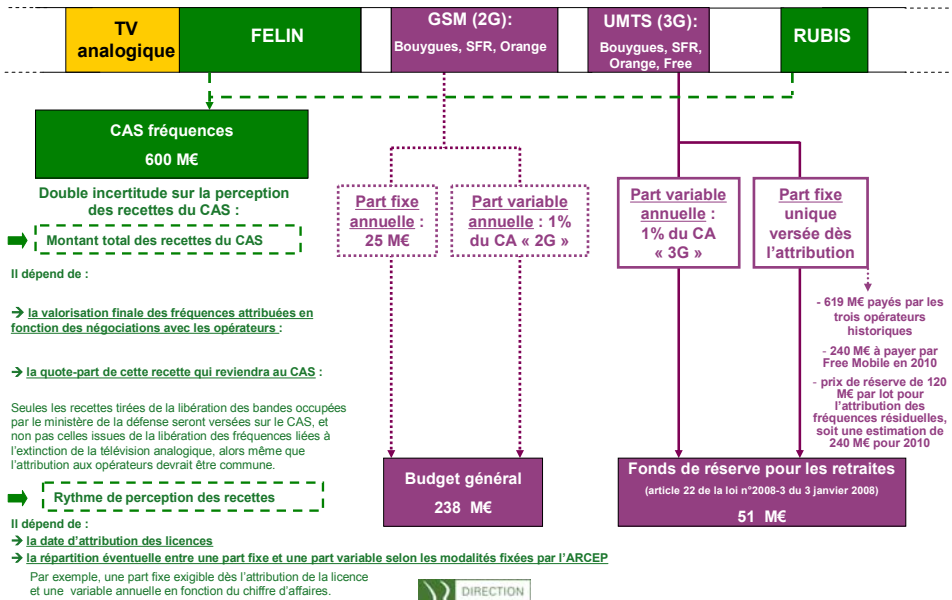 TV
analogique
FELIN
GSM (2G):
Bouygues, SFR, Orange
UMTS (3G):
Bouygues, SFR,
Orange, Free
RUBIS
CAS fréquences
600 M€
Double incertitude sur la perception
des recettes du CAS :
Montant total des recettes du CAS
Il dépend de :
→ la valorisation finale des fréquences attribuées en
fonction des négociations avec les opérateurs :
→ la quote-part de cette recette qui reviendra au CAS :
Seules les recettes tirées de la libération des bandes occupées
par le ministère de la défense seront versées sur le CAS, et
non pas celles issues de la libération des fréquences liées à
l'extinction de la télévision analogique, alors même que
l'attribution aux opérateurs devrait être commune.
Rythme de perception des recettes
Il dépend de :
→ la date d'attribution des licences
→ la répartition éventuelle entre une part fixe et une part variable selon les modalités fixées par l'ARCEP
Par exemple, une part fixe exigible dès l'attribution de la licence
et une variable annuelle en fonction du chiffre d'affaires.
Part fixe
annuelle :
25 M€
Part variable
annuelle : 1%
du CA « 2G »
Part variable
annuelle :
1% du CA
« 3G »
Part fixe
unique
versée dès
l'attribution
- 619 M€ payés par les
trois opérateurs
historiques
- 240 M€ à payer par
Free Mobile en 2010
- prix de réserve de 120
M€ par lot pour
l'attribution des
fréquences résiduelles,
soit une estimation de
240 M€ pour 2010
Budget général
238 M€
Fonds de réserve pour les retraites
(article 22 de la loi n°2008-3 du 3 janvier 2008)
51 M€
DIRECTION